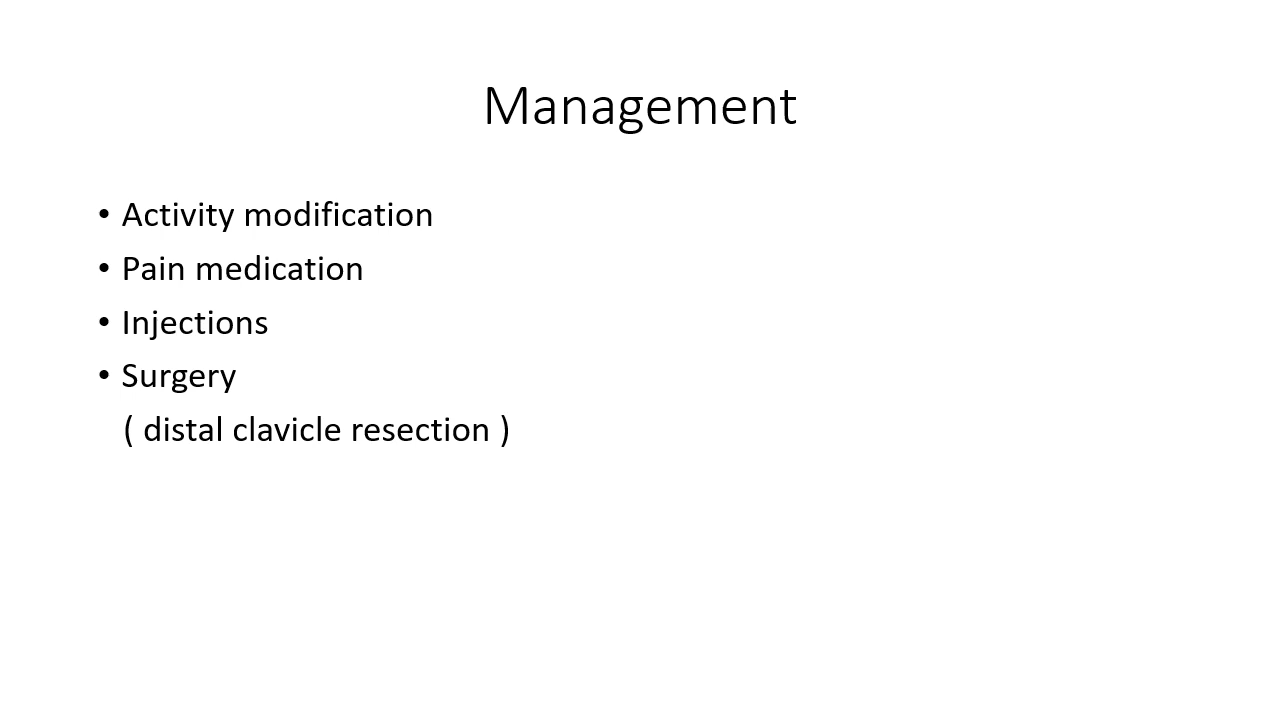 Management
• Activity modification
• Pain medication
• Injections
• Surgery
( distal clavicle resection )